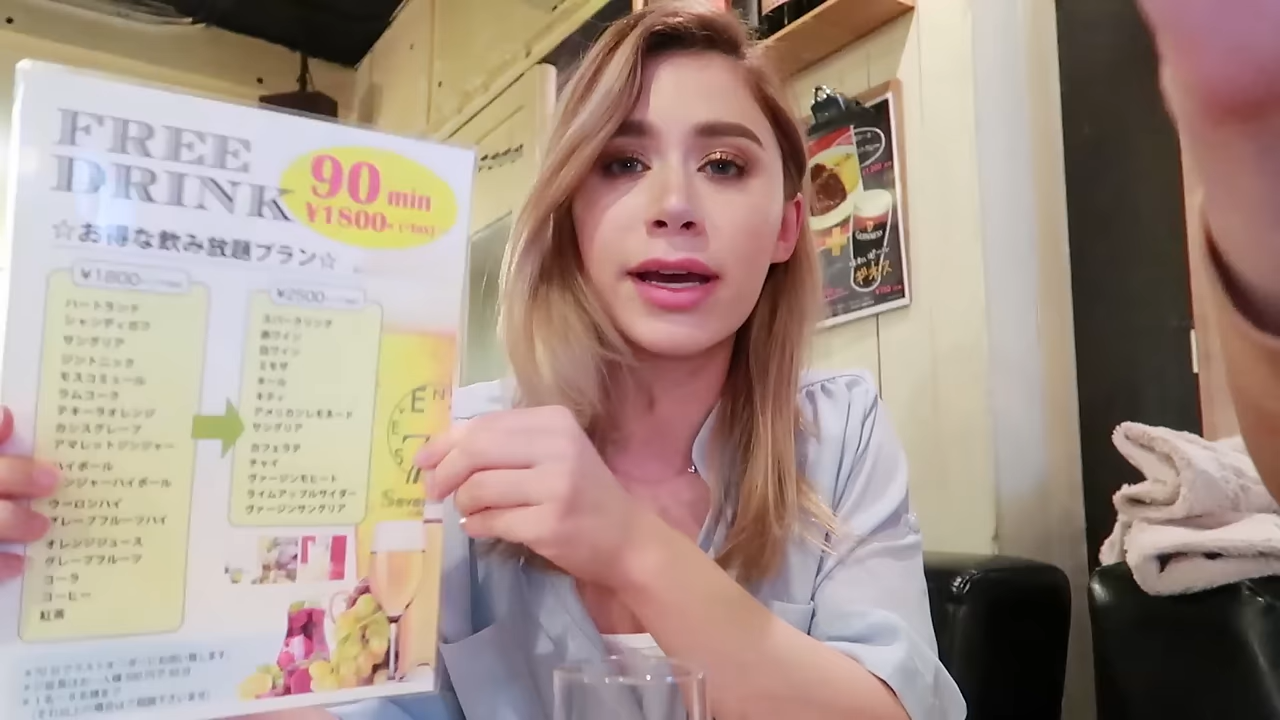 FREE
DRINK
90 min
¥1800
☆お得な飲み放題プラン☆
¥1800
ハートランド
シャンディガフ
サングリア
ジントニック
モスコミュール
ラムコーク
テキーラオレンジ
カシスグレープ
アマレットジンジャー
ハイボール
ジンジャーハイボール
ウーロンハイ
グレープフルーツハイ
オレンジジュース
グレープフルーツ
コーラ
コーヒー
紅茶
¥2500
スパークリング
赤ワイン
白ワイン
ミモザ
キール
キティ
アメリカンレモネード
サングリア
カフェラテ
チャイ
ヴァージンモヒート
ライムアップルサイダー
ヴァージンサングリア
GUINNESS
ギネス